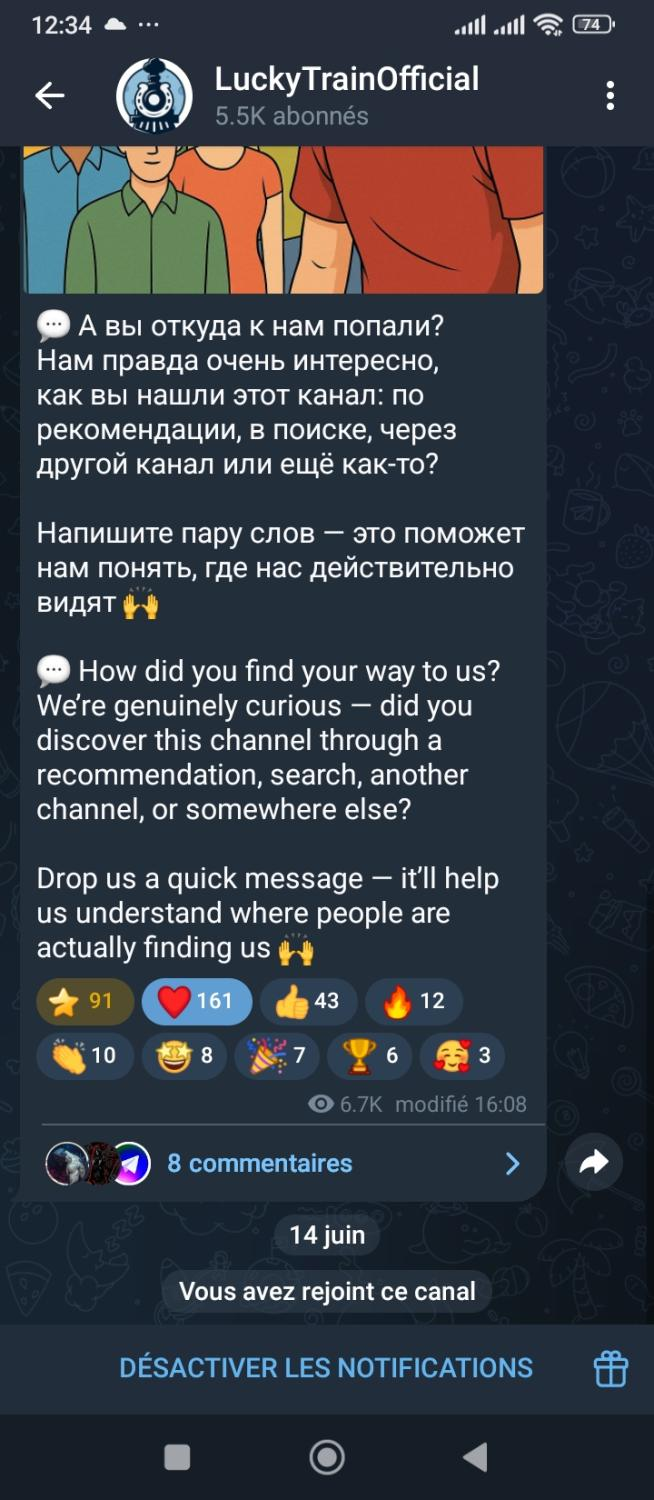 12:34
74
LuckyTrainOfficial
5.5K abonnés
💬 А вы откуда к нам попали?
Нам правда очень интересно,
как вы нашли этот канал: по
рекомендации, в поиске, через
другой канал или ещё как-то?
Напишите пару слов — это поможет
нам понять, где нас действительно
видят 🙌
💬 How did you find your way to us?
We’re genuinely curious — did you
discover this channel through a
recommendation, search, another
channel, or somewhere else?
Drop us a quick message — it’ll help
us understand where people are
actually finding us 🙌
⭐ 91 ❤️ 161 👍 43 🔥 12
👏 10 🤩 8 🎉 7 🏆 6 🥰 3
6.7K modifié 16:08
8 commentaires
14 juin
Vous avez rejoint ce canal
DÉSACTIVER LES NOTIFICATIONS